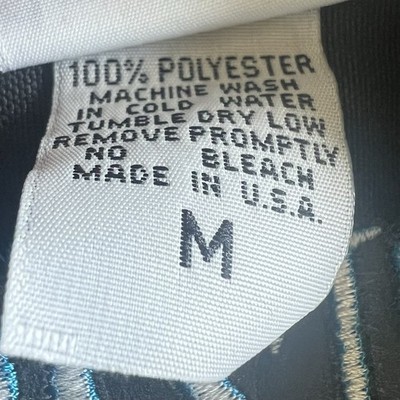 100% POLYESTER
MACHINE WASH
IN COLD WATER
TUMBLE DRY LOW
REMOVE PROMPTLY
NO BLEACH
MADE IN U.S.A.
M